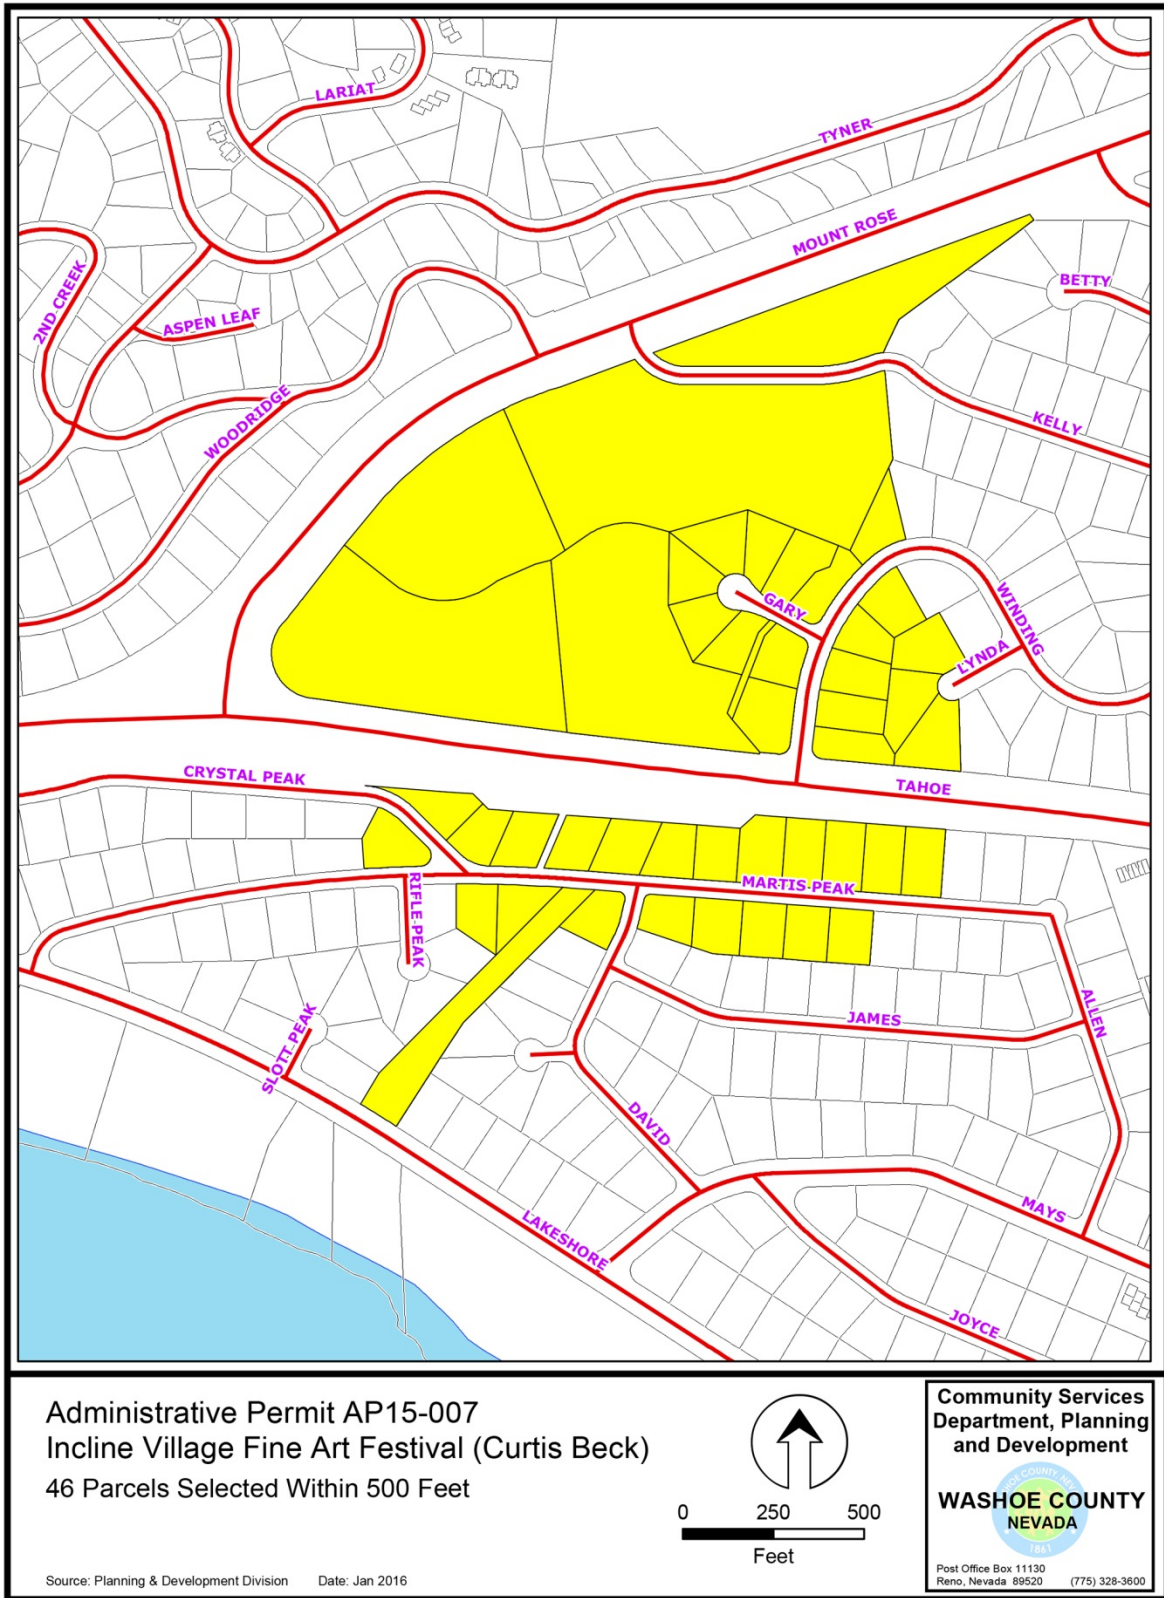 LARIAT
TYNER
MOUNT ROSE
BETTY
2ND CREEK
ASPEN LEAF
WOODRIDGE
KELLY
GARY
WINDING
LYNDA
CRYSTAL PEAK
TAHOE
RIFLE PEAK
MARTIS PEAK
ALLEN
JAMES
SLOTT PEAK
DAVID
MAYS
LAKESHORE
JOYCE
Administrative Permit AP15-007
Incline Village Fine Art Festival (Curtis Beck)
46 Parcels Selected Within 500 Feet
Source: Planning & Development Division Date: Jan 2016
0 250 500
Feet
Community Services
Department, Planning
and Development
WASHOE COUNTY
NEVADA
1861
Post Office Box 11130
Reno, Nevada 89520 (775) 328-3600